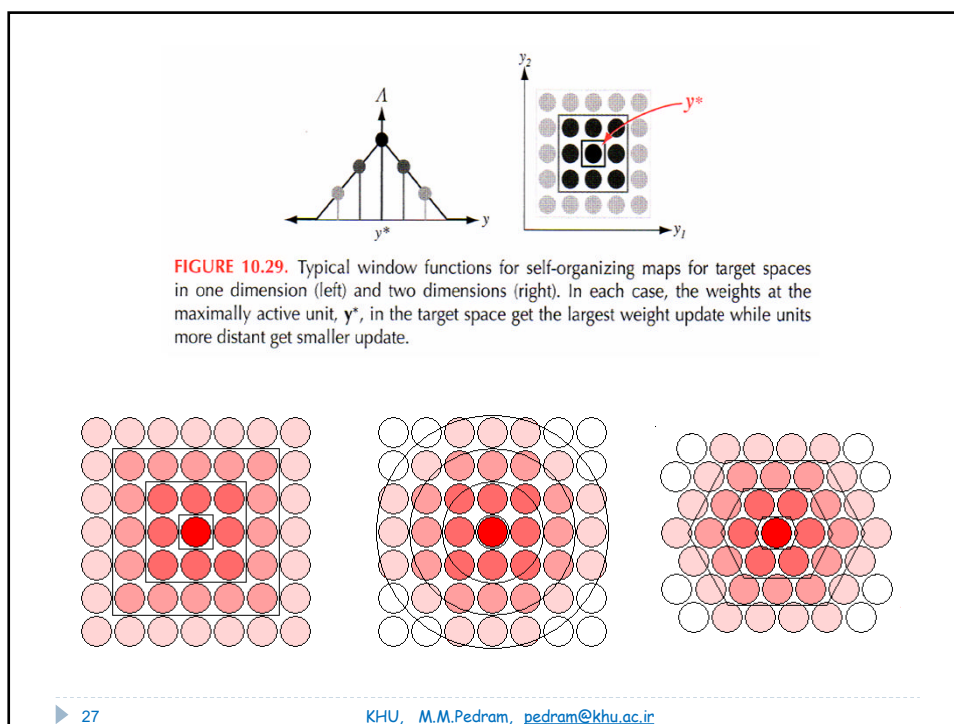 Λ
y
y*
y₂
y*
y₁
FIGURE 10.29. Typical window functions for self-organizing maps for target spaces
in one dimension (left) and two dimensions (right). In each case, the weights at the
maximally active unit, y*, in the target space get the largest weight update while units
more distant get smaller update.
27 KHU, M.M.Pedram, pedram@khu.ac.ir